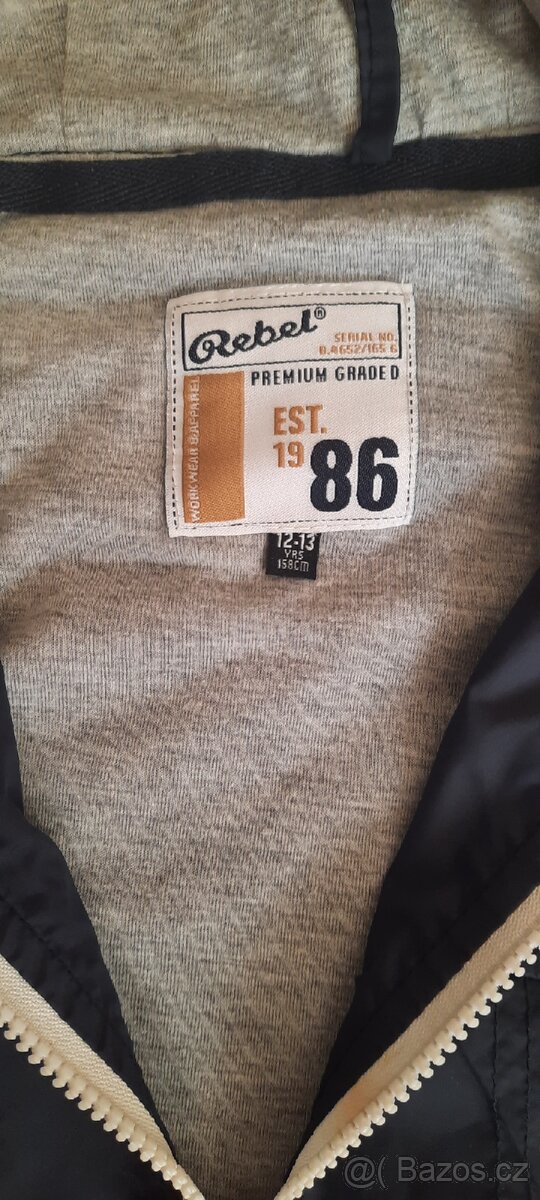 Rebel®
SERIAL NO.
B.4652/165 6
PREMIUM GRADED
WORKWEAR & APPAREL
EST.
19 86
12-13
YRS
158CM
@( Bazos.cz